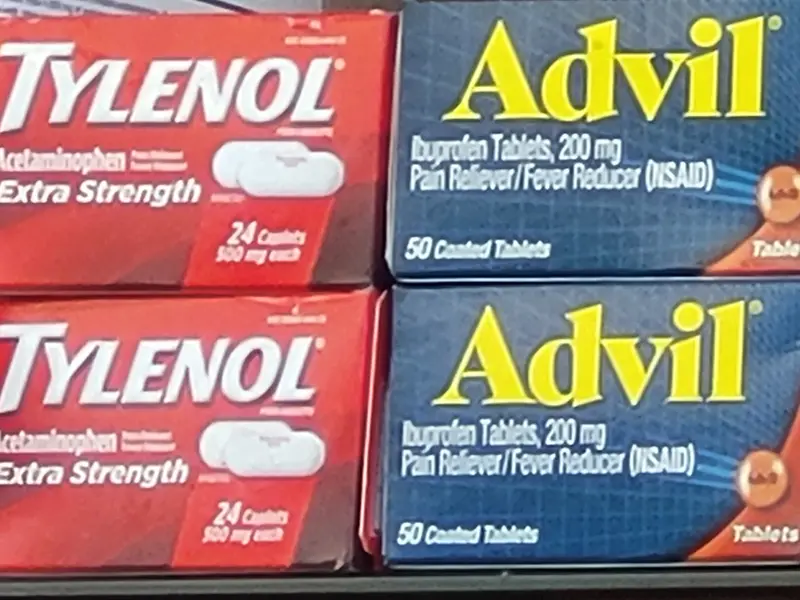 TYLENOL
Acetaminophen
Extra Strength
24 Caplets
500 mg each
Advil
Ibuprofen Tablets, 200 mg
Pain Reliever/Fever Reducer (NSAID)
50 Coated Tablets
TYLENOL
Acetaminophen
Extra Strength
24 Caplets
500 mg each
Advil
Ibuprofen Tablets, 200 mg
Pain Reliever/Fever Reducer (NSAID)
50 Coated Tablets
Tablets